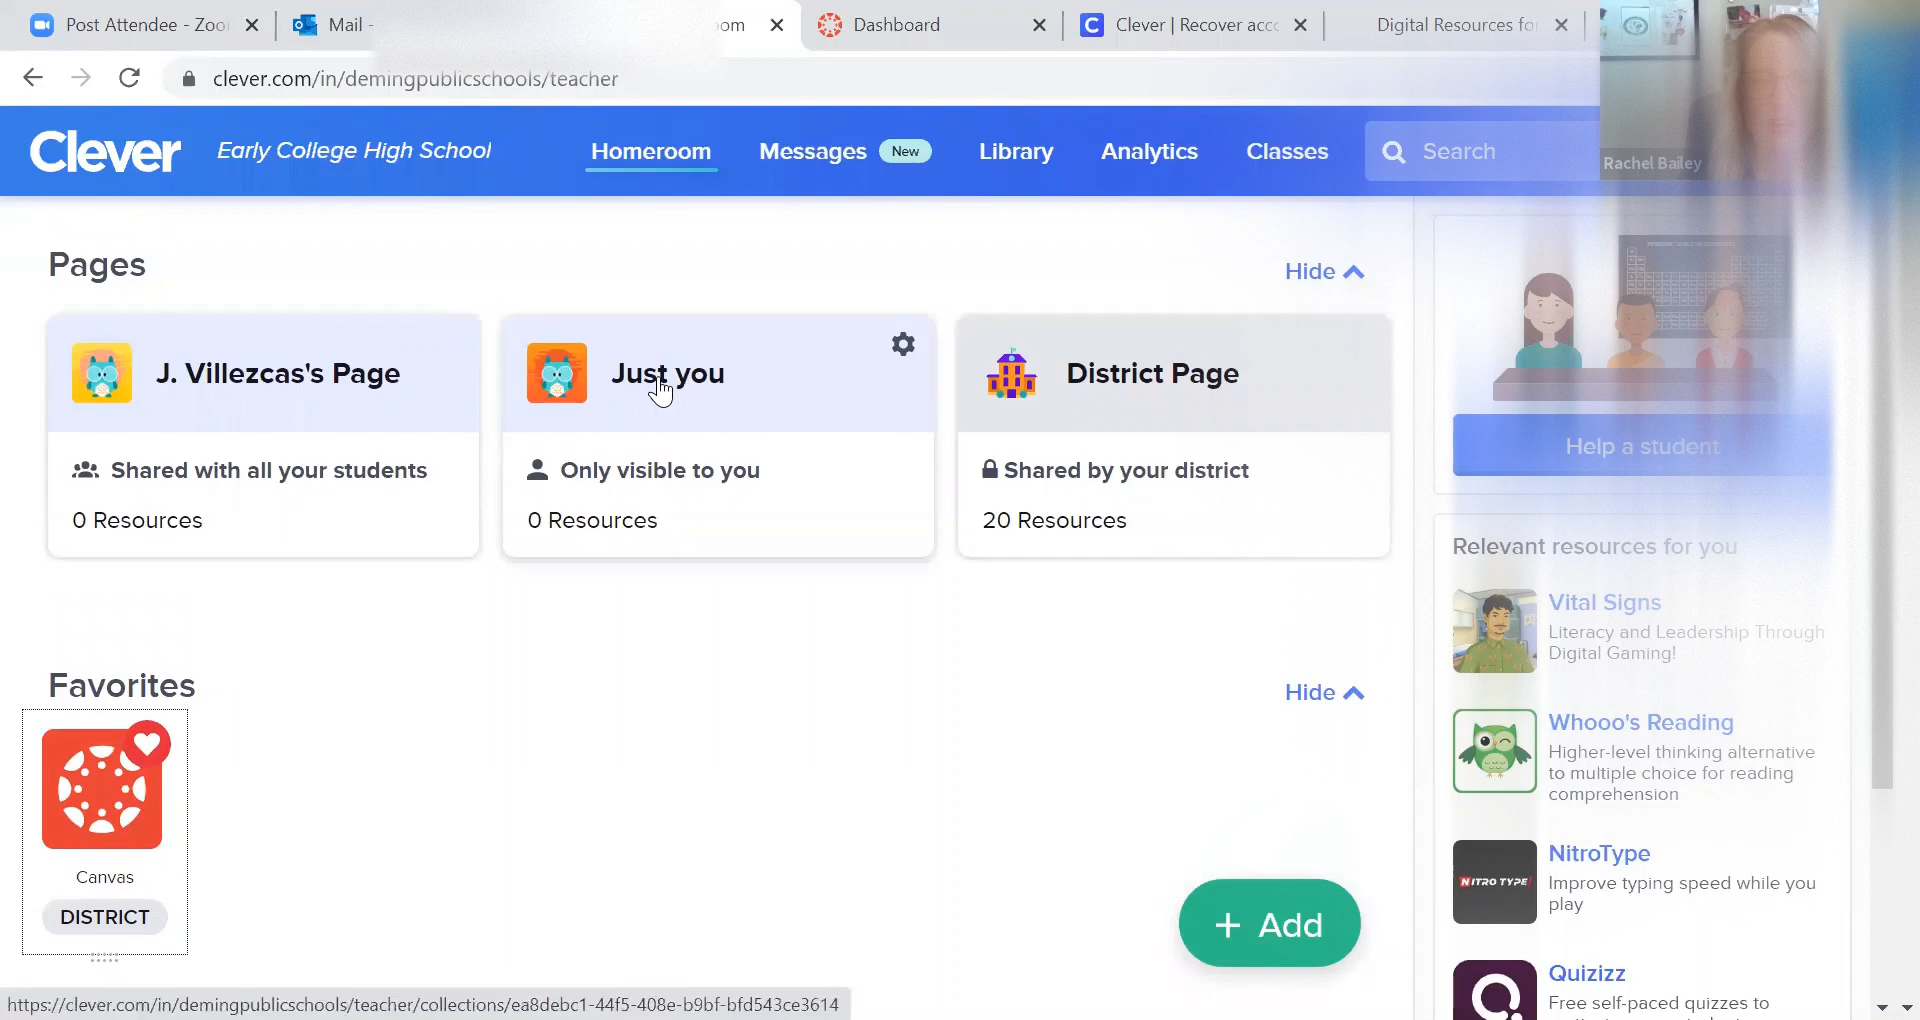 Post Attendee - Zoo
Mail -
om
Dashboard
Clever | Recover acc
Digital Resources fo
clever.com/in/demingpublicschools/teacher
Clever
Early College High School
Homeroom
Messages
New
Library
Analytics
Classes
Search
Rachel Bailey
Pages
Hide
J. Villezcas's Page
Shared with all your students
0 Resources
Just you
Only visible to you
0 Resources
District Page
Shared by your district
20 Resources
Help a student
Favorites
Hide
Canvas
DISTRICT
+ Add
Relevant resources for you
Vital Signs
Literacy and Leadership Through
Digital Gaming!
Whooo's Reading
Higher-level thinking alternative
to multiple choice for reading
comprehension
NITRO TYPE
NitroType
Improve typing speed while you
play
Quizizz
Free self-paced quizzes to
https://clever.com/in/demingpublicschools/teacher/collections/ea8debc1-44f5-408e-b9bf-bfd543ce3614